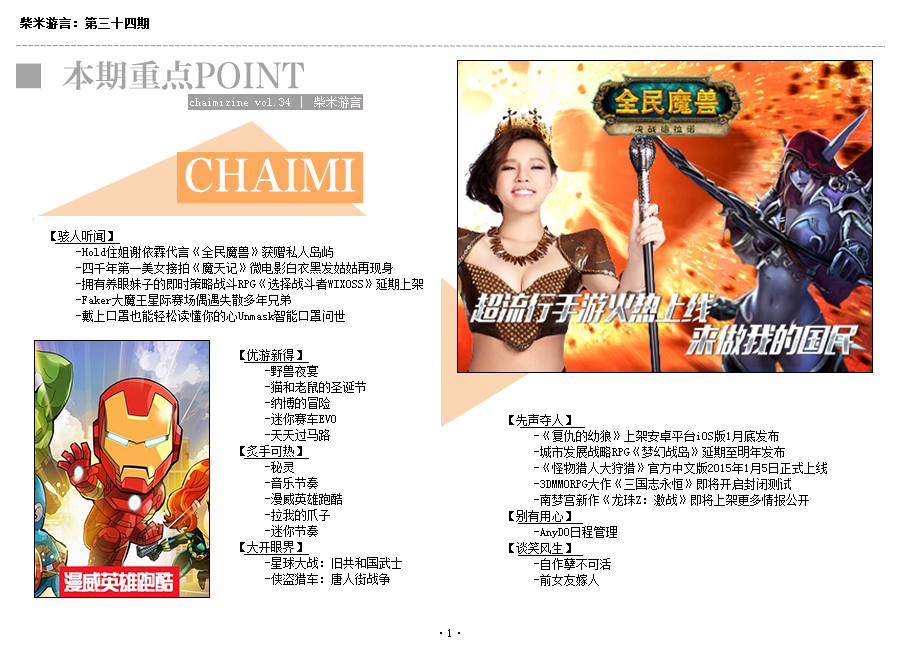 柴米游言：第三十四期
本期重点POINT
chaimizine vol.34 | 柴米游言
CHAIMI
【骇人听闻】
-Hold住姐谢依霖代言《全民魔兽》获赠私人岛屿
-四千年第一美女接拍《魔天记》微电影白衣黑发姑姑再现身
-拥有养眼妹子的即时策略战斗RPG《选择战斗者WIXOSS》延期上架
-Faker大魔王星际赛场偶遇失散多年兄弟
-戴上口罩也能轻松读懂你的心Unmask智能口罩问世
全民魔兽
决战德拉诺
超流行手游火热上线
来做我的国民
漫威英雄跑酷
【优游新得】
-野兽夜宴
-猫和老鼠的圣诞节
-纳博的冒险
-迷你赛车EVO
-天天过马路
【炙手可热】
-秘灵
-音乐节奏
-漫威英雄跑酷
-拉我的爪子
-迷你节奏
【大开眼界】
-星球大战：旧共和国武士
-侠盗猎车：唐人街战争
【先声夺人】
-《复仇的幼狼》上架安卓平台iOS版1月底发布
-城市发展战略RPG《梦幻战岛》延期至明年发布
-《怪物猎人大狩猎》官方中文版2015年1月5日正式上线
-3DMMORPG大作《三国志永恒》即将开启封闭测试
-南梦宫新作《龙珠Z：激战》即将上架更多情报公开
【别有用心】
-AnyDO日程管理
【谈笑风生】
-自作孽不可活
-前女友嫁人
·1·